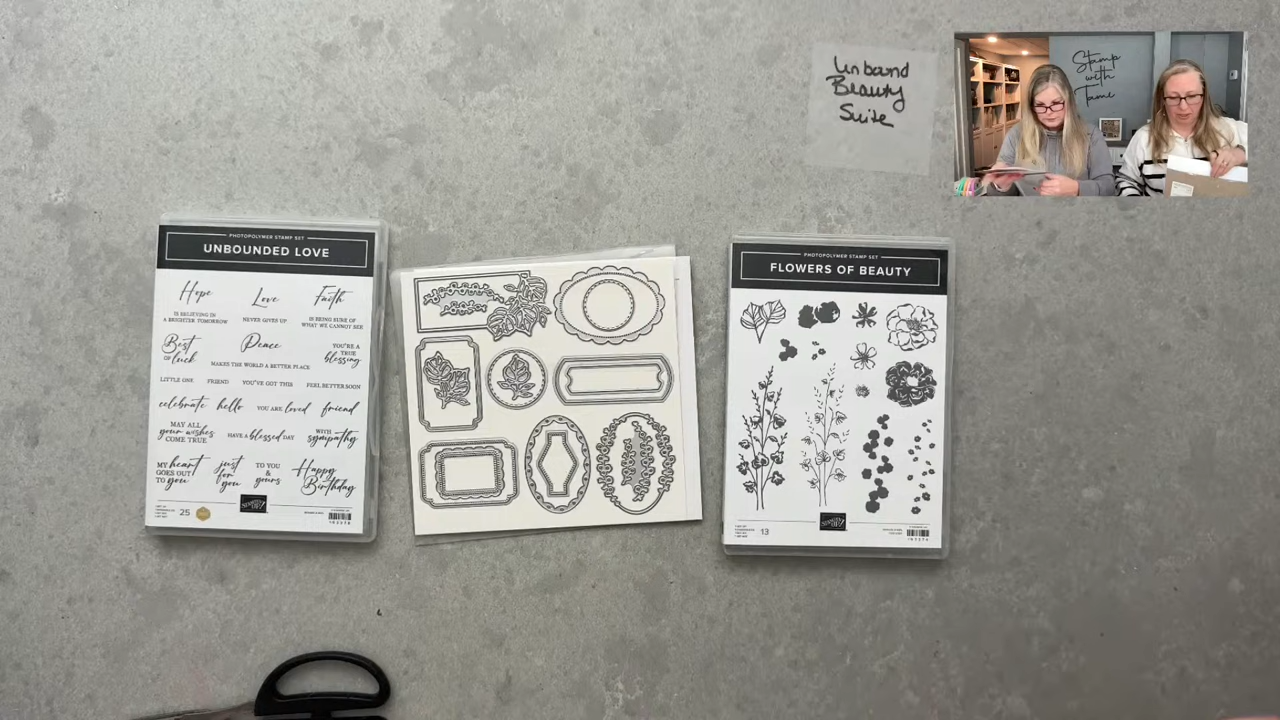 Unbound
Beauty
Suite
Stamp
with
Tami
PHOTOPOLYMER STAMP SET
UNBOUNDED LOVE
Hope
IS BELIEVING IN
A BRIGHTER TOMORROW
Love
NEVER GIVES UP
Faith
IS BEING SURE OF
WHAT WE CANNOT SEE
Best
OF luck
Peace
MAKES THE WORLD A BETTER PLACE
YOU'RE A
TRUE
blessing
LITTLE ONE
FRIEND
YOU'VE GOT THIS
FEEL BETTER SOON
celebrate
hello
YOU ARE loved
friend
MAY ALL
your wishes
COME TRUE
HAVE A blessed DAY
WITH
sympathy
MY heart
GOES OUT
TO you
just
for
you
TO YOU
&
yours
Happy
Birthday
25
STAMPIN' UP!
PHOTOPOLYMER STAMP SET
FLOWERS OF BEAUTY
13
STAMPIN' UP!